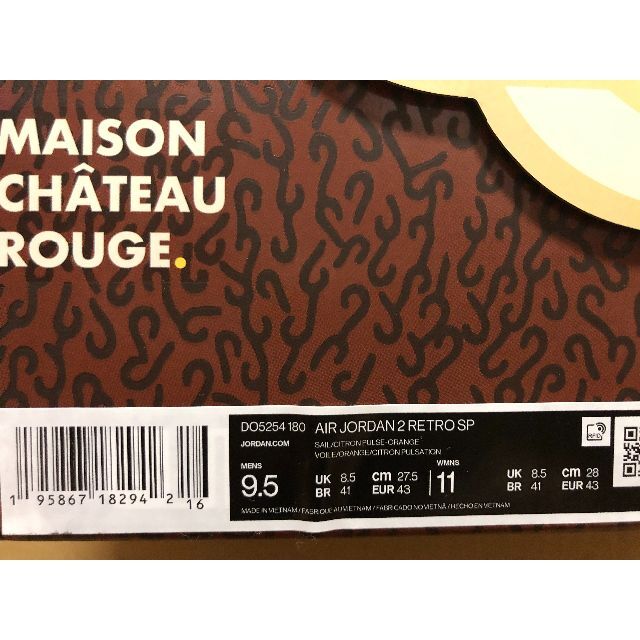 MAISON
CHÂTEAU
ROUGE.
DO5254 180 AIR JORDAN 2 RETRO SP
JORDAN.COM SAIL/CITRON PULSE-ORANGE
VOILE/ORANGE/CITRON PULSATION
RFID
MENS
9.5
UK 8.5 cm 27.5
BR 41 EUR 43
WMNS
11
UK 8.5 cm 28
BR 41 EUR 43
MADE IN VIETNAM / FABRIQUE AU VIETNAM / FABRICADO NO VIETNÃ / HECHO EN VIETNAM
1 95867 18294 2 16